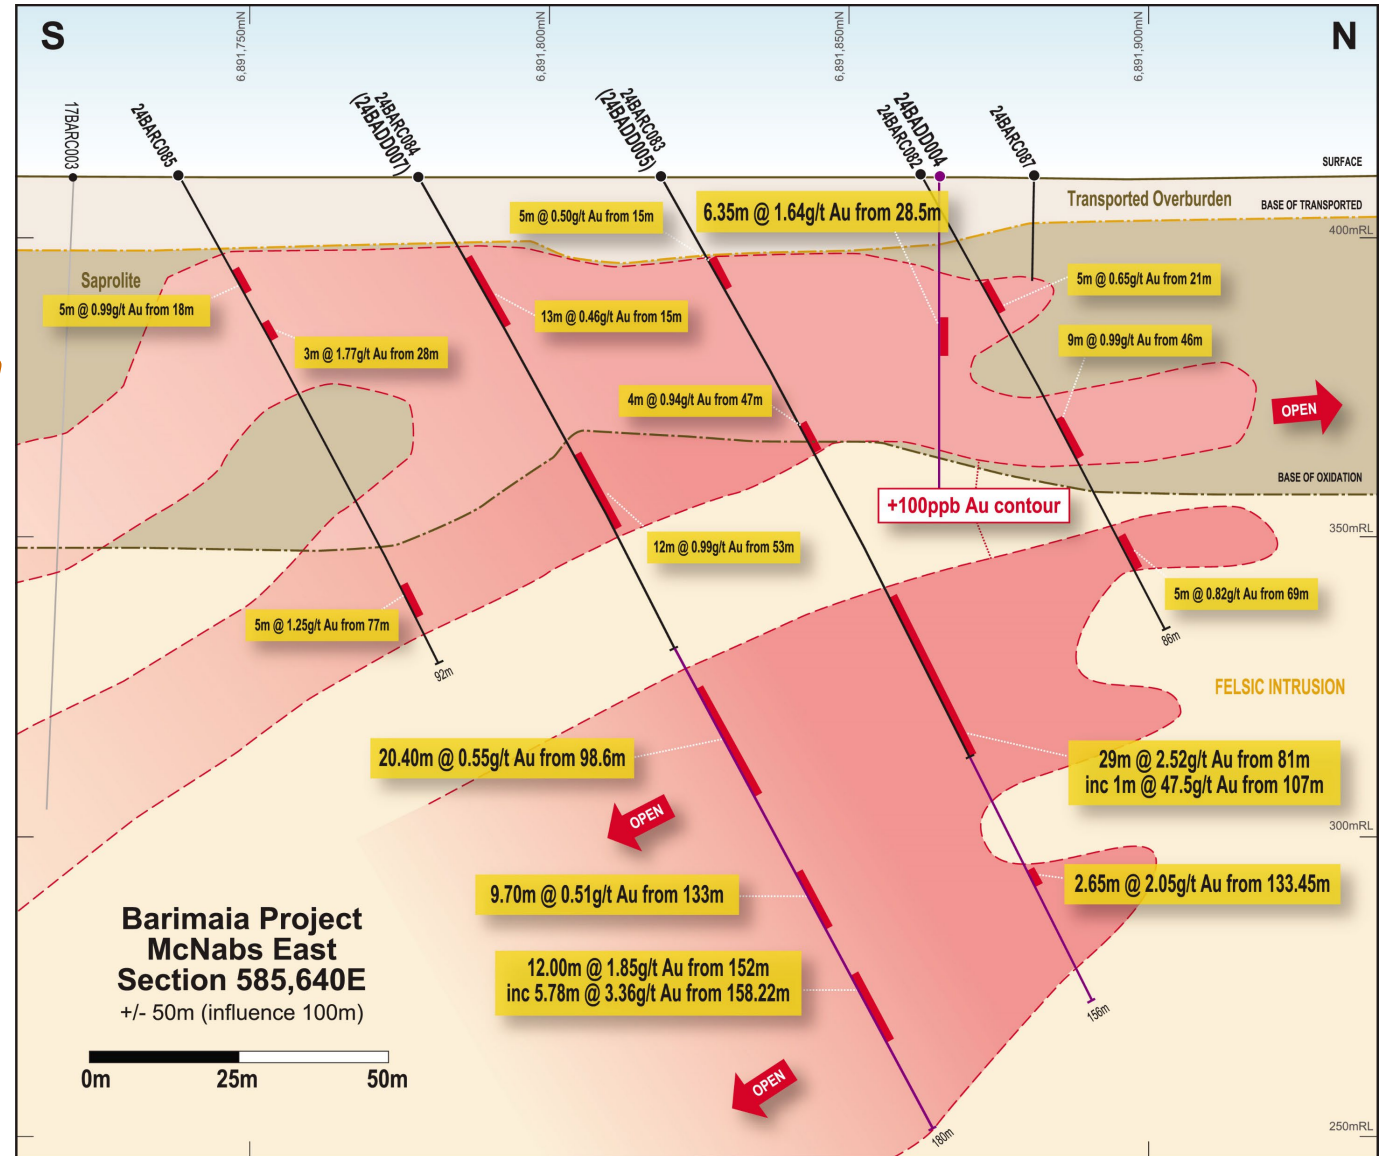 S
6,891,750mN
6,891,800mN
6,891,850mN
6,891,900mN
N
17BARC003
24BARC085
24BARC084
(24BADD007)
24BARC083
(24BADD005)
24BARC082
24BADD004
24BARC087
SURFACE
Transported Overburden
BASE OF TRANSPORTED
400mRL
5m @ 0.50g/t Au from 15m
6.35m @ 1.64g/t Au from 28.5m
Saprolite
5m @ 0.99g/t Au from 18m
13m @ 0.46g/t Au from 15m
5m @ 0.65g/t Au from 21m
3m @ 1.77g/t Au from 28m
9m @ 0.99g/t Au from 46m
4m @ 0.94g/t Au from 47m
OPEN
BASE OF OXIDATION
+100ppb Au contour
350mRL
12m @ 0.99g/t Au from 53m
5m @ 0.82g/t Au from 69m
5m @ 1.25g/t Au from 77m
86m
92m
FELSIC INTRUSION
20.40m @ 0.55g/t Au from 98.6m
29m @ 2.52g/t Au from 81m
inc 1m @ 47.5g/t Au from 107m
OPEN
300mRL
9.70m @ 0.51g/t Au from 133m
2.65m @ 2.05g/t Au from 133.45m
Barimaia Project
McNabs East
Section 585,640E
+/- 50m (influence 100m)
12.00m @ 1.85g/t Au from 152m
inc 5.78m @ 3.36g/t Au from 158.22m
156m
0m 25m 50m
OPEN
180m
250mRL